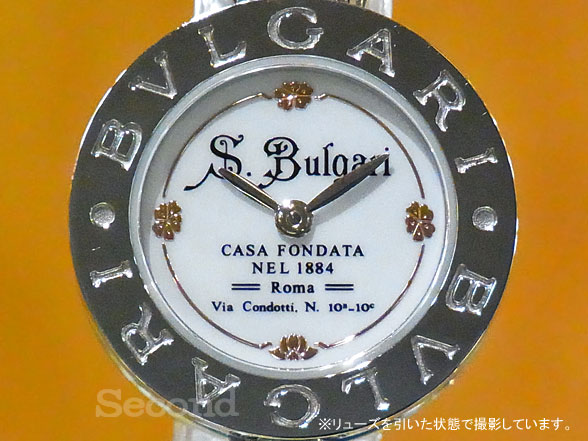 BVLGARI • BVLGARI •
S. Bulgari
CASA FONDATA
NEL 1884
Roma
Via Condotti, N. 10ª-10ᶜ
Second
※リューズを引いた状態で撮影しています。